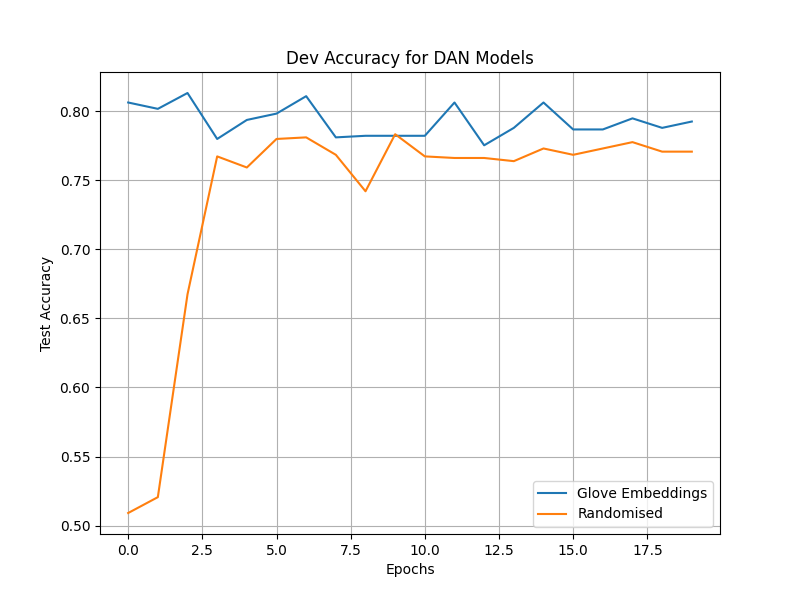 Dev Accuracy for DAN Models
Test Accuracy
0.80
0.75
0.70
0.65
0.60
0.55
0.50
Glove Embeddings
Randomised
0.0 2.5 5.0 7.5 10.0 12.5 15.0 17.5
Epochs